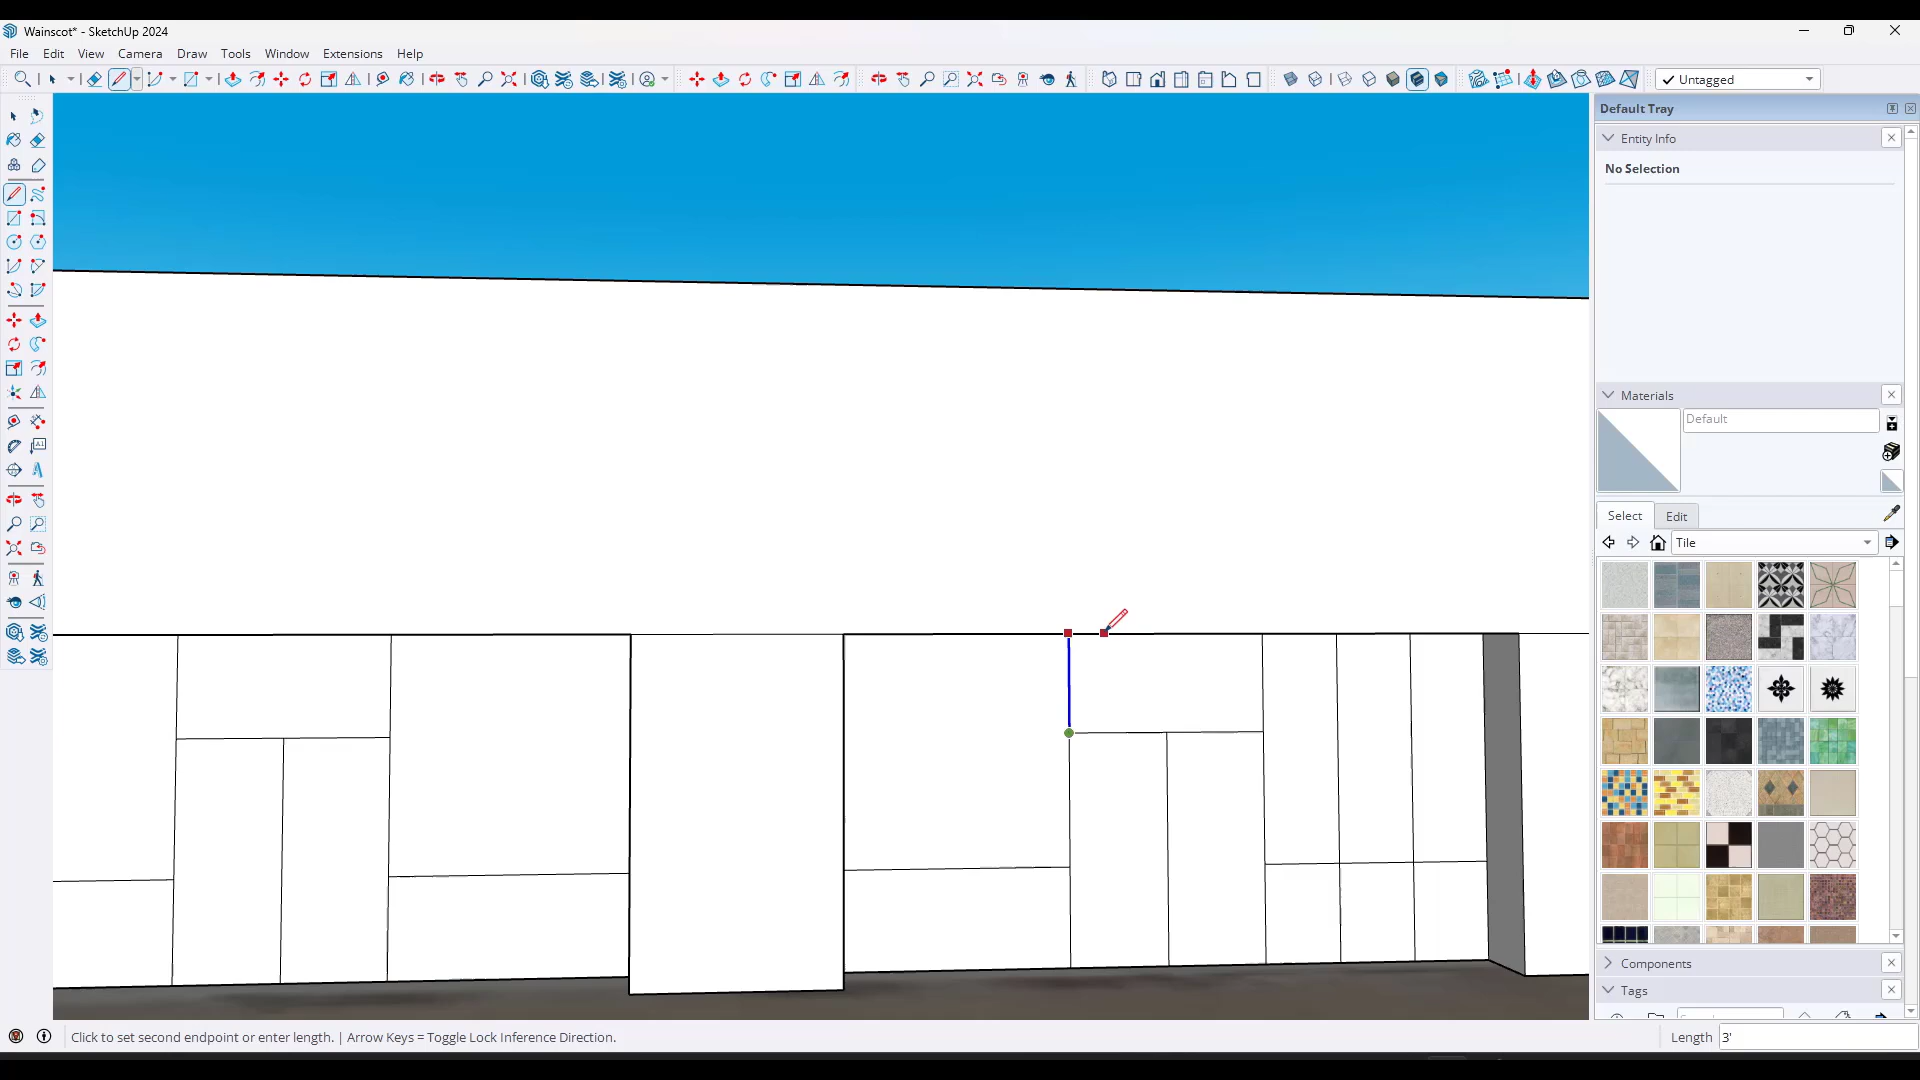 Wainscot* - SketchUp 2024
File Edit View Camera Draw Tools Window Extensions Help
Untagged
Default Tray
Entity Info
No Selection
Materials
Default
Select Edit
Tile
Components
Tags
Click to set second endpoint or enter length. | Arrow Keys = Toggle Lock Inference Direction.
Length 3'